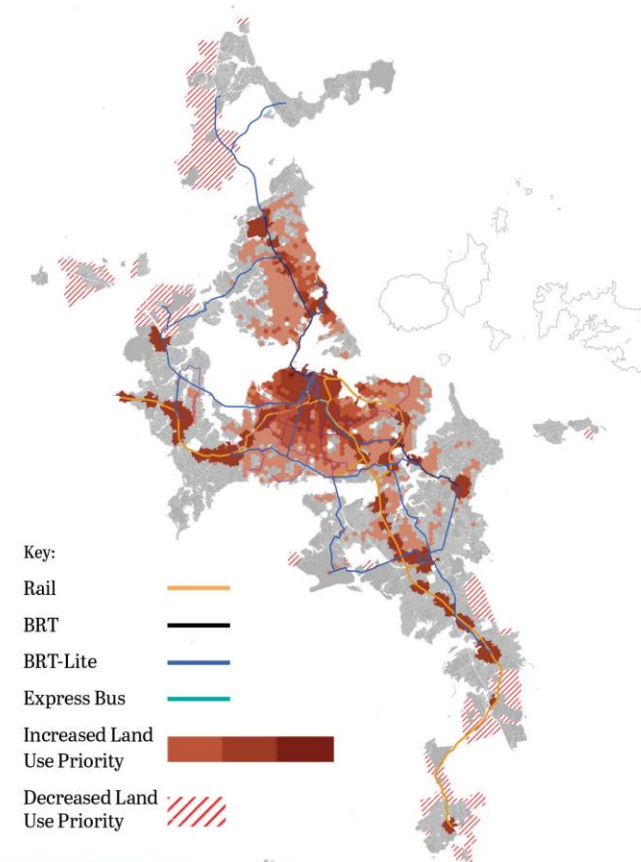 Key:
Rail
BRT
BRT-Lite
Express Bus
Increased Land
Use Priority
Decreased Land
Use Priority